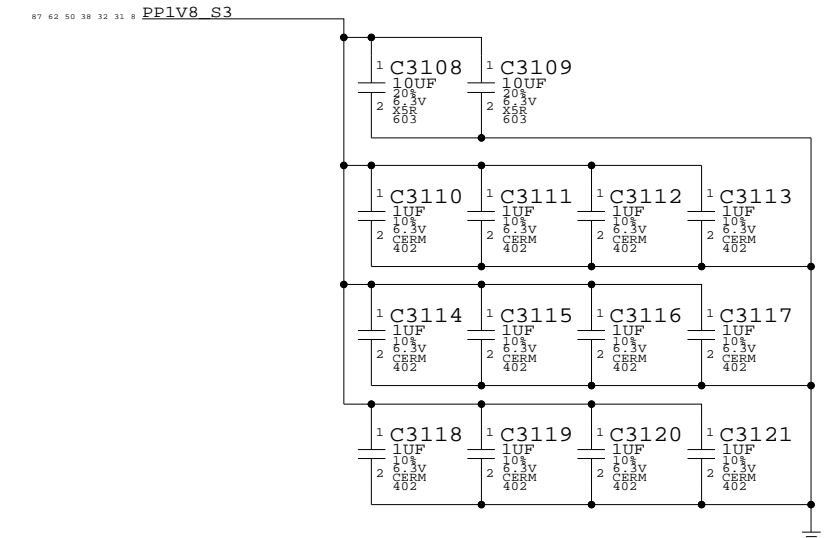 87 62 50 38 32 31 8 PP1V8_S3
1 C3108 1 C3109
10UF 10UF
20% 20%
2 6.3V 2 6.3V
X5R X5R
603 603
1 C3110 1 C3111 1 C3112 1 C3113
1UF 1UF 1UF 1UF
10% 10% 10% 10%
2 6.3V 2 6.3V 2 6.3V 2 6.3V
CERM CERM CERM CERM
402 402 402 402
1 C3114 1 C3115 1 C3116 1 C3117
1UF 1UF 1UF 1UF
10% 10% 10% 10%
2 6.3V 2 6.3V 2 6.3V 2 6.3V
CERM CERM CERM CERM
402 402 402 402
1 C3118 1 C3119 1 C3120 1 C3121
1UF 1UF 1UF 1UF
10% 10% 10% 10%
2 6.3V 2 6.3V 2 6.3V 2 6.3V
CERM CERM CERM CERM
402 402 402 402